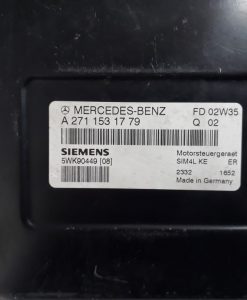 MERCEDES-BENZ FD 02W35
A 271 153 17 79 Q 02
SIEMENS Motorsteuergeraet
5WK90449 [08] SIM4L KE ER
2332 1652
Made in Germany